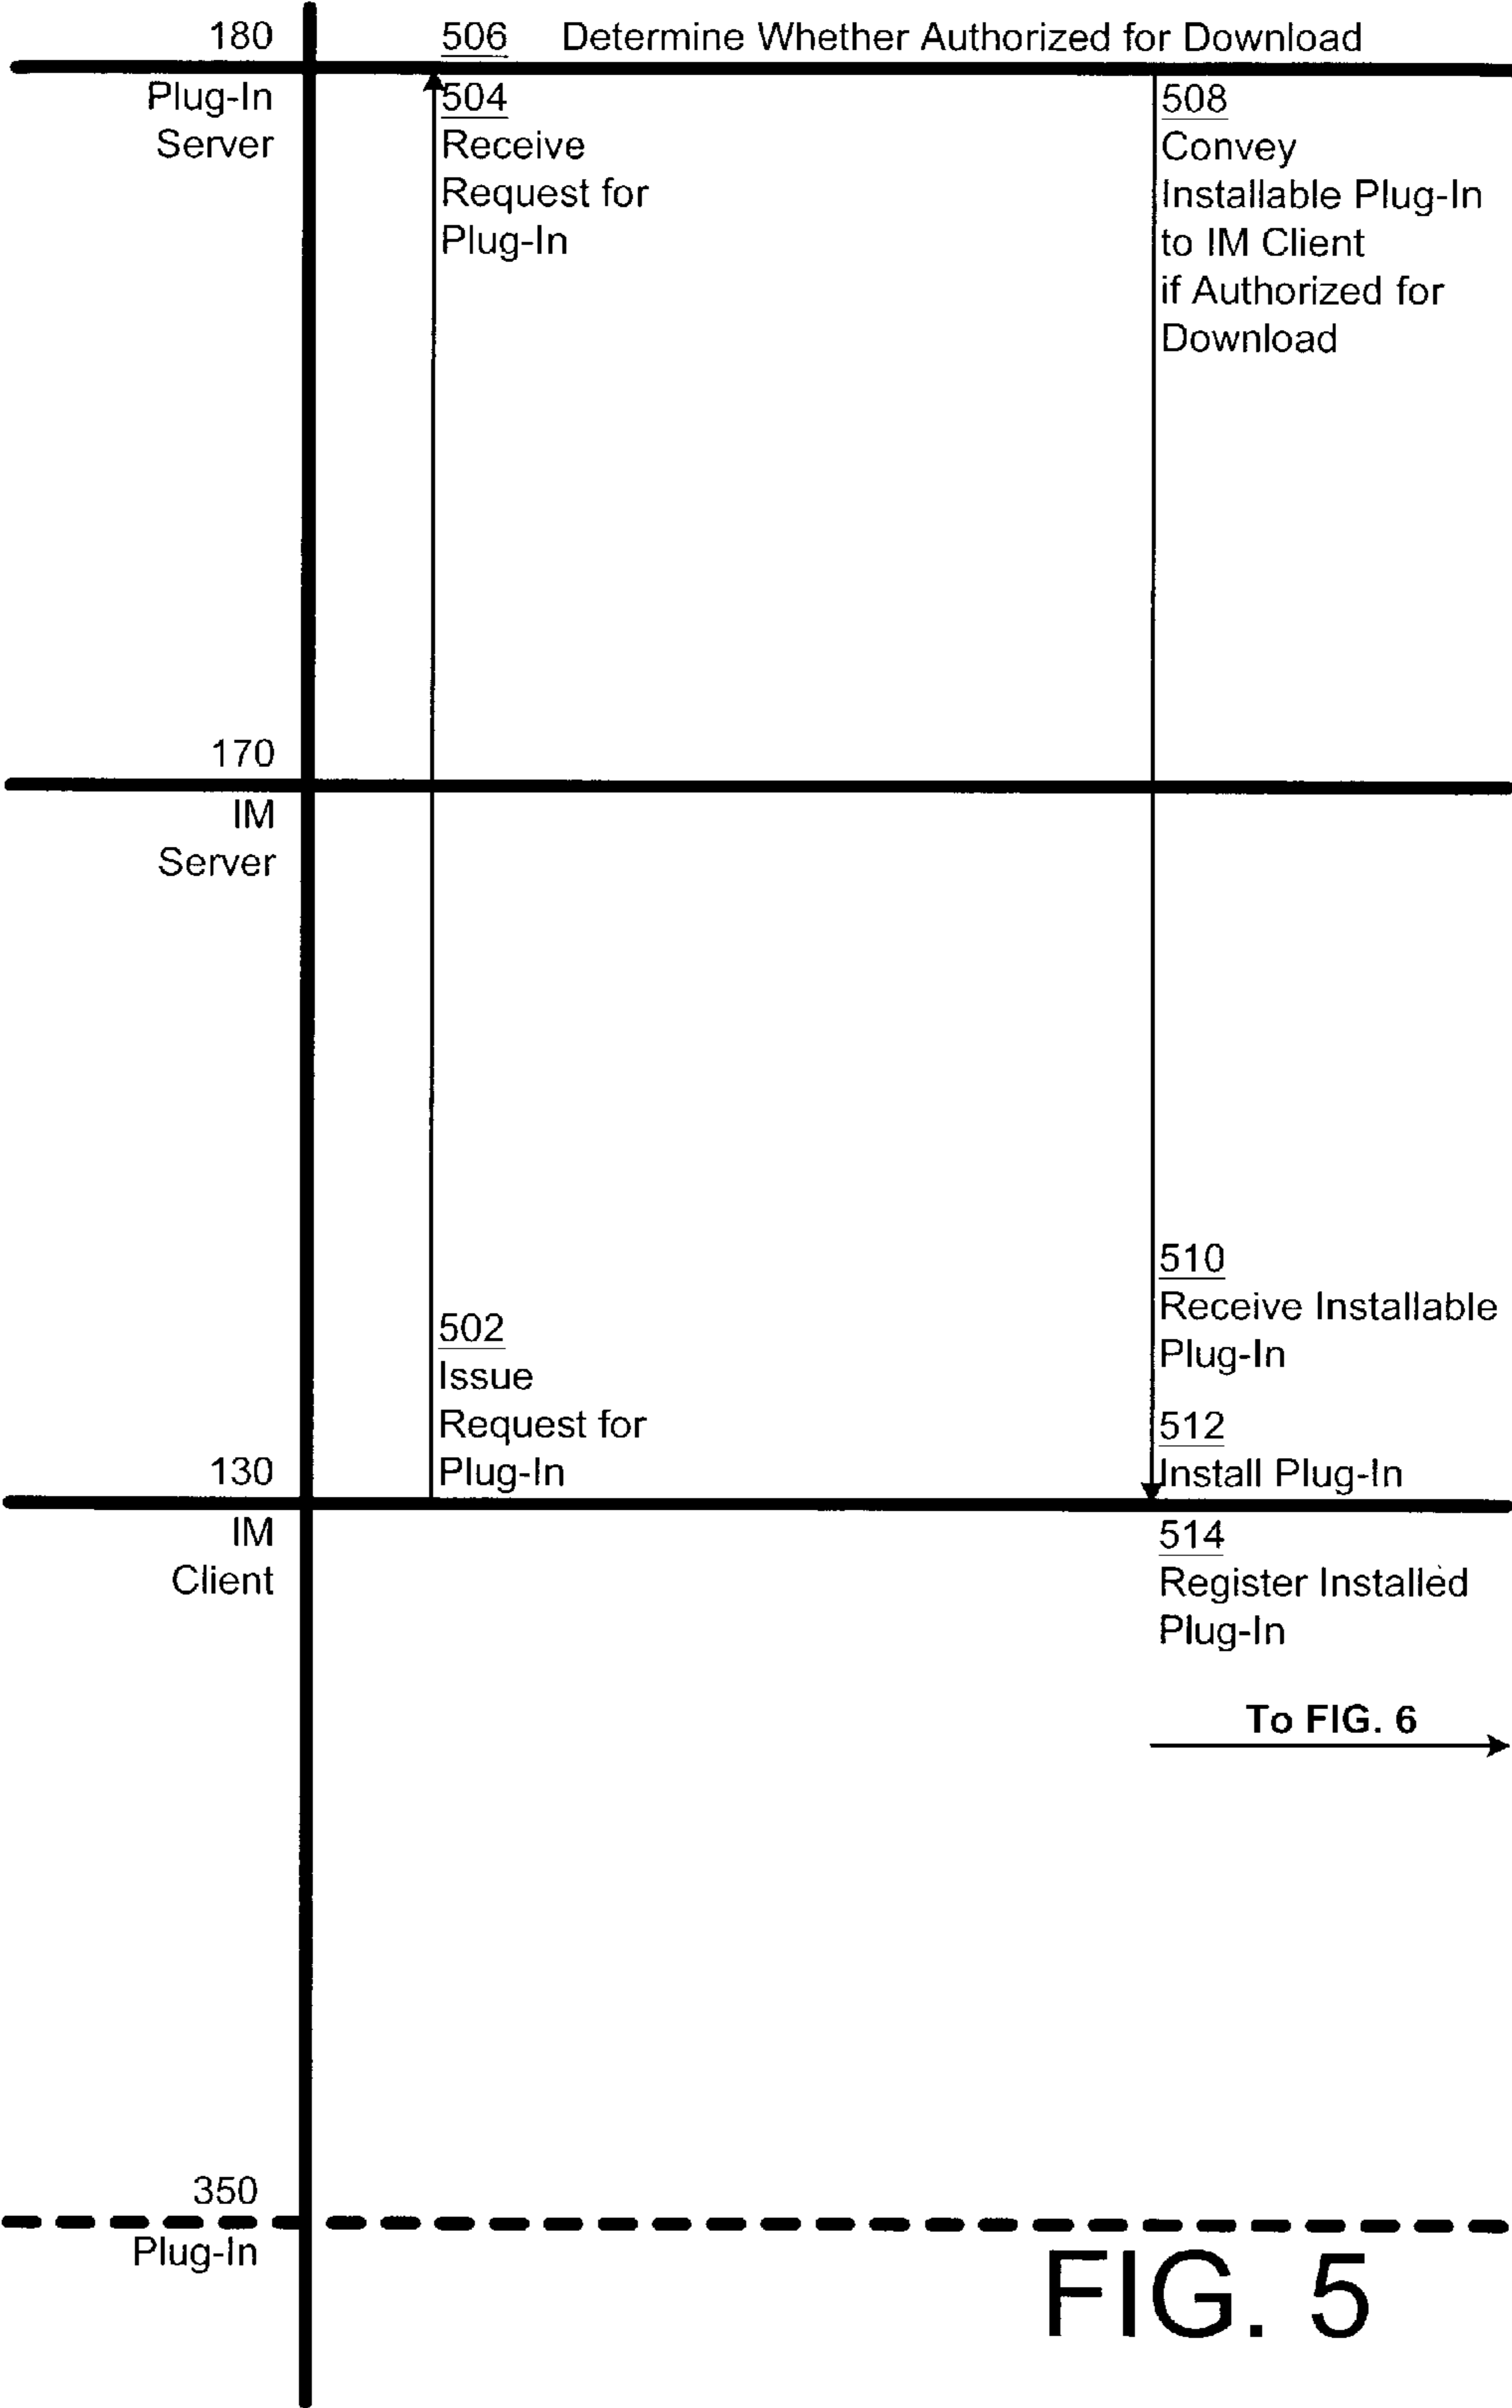 180
506 Determine Whether Authorized for Download
Plug-In
Server
504
Receive
Request for
Plug-In
508
Convey
Installable Plug-In
to IM Client
if Authorized for
Download
170
IM
Server
502
Issue
Request for
Plug-In
510
Receive Installable
Plug-In
512
Install Plug-In
130
IM
Client
514
Register Installed
Plug-In
To FIG. 6
350
Plug-In
FIG. 5